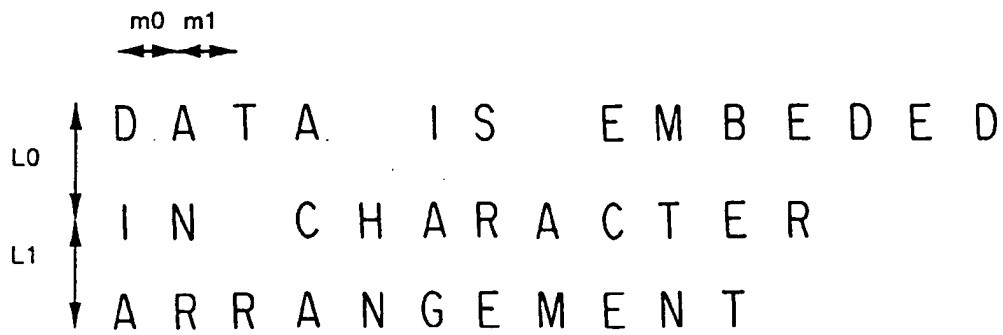 m0 m1
L0
DATA IS EMBEDED
L1
IN CHARACTER
ARRANGEMENT